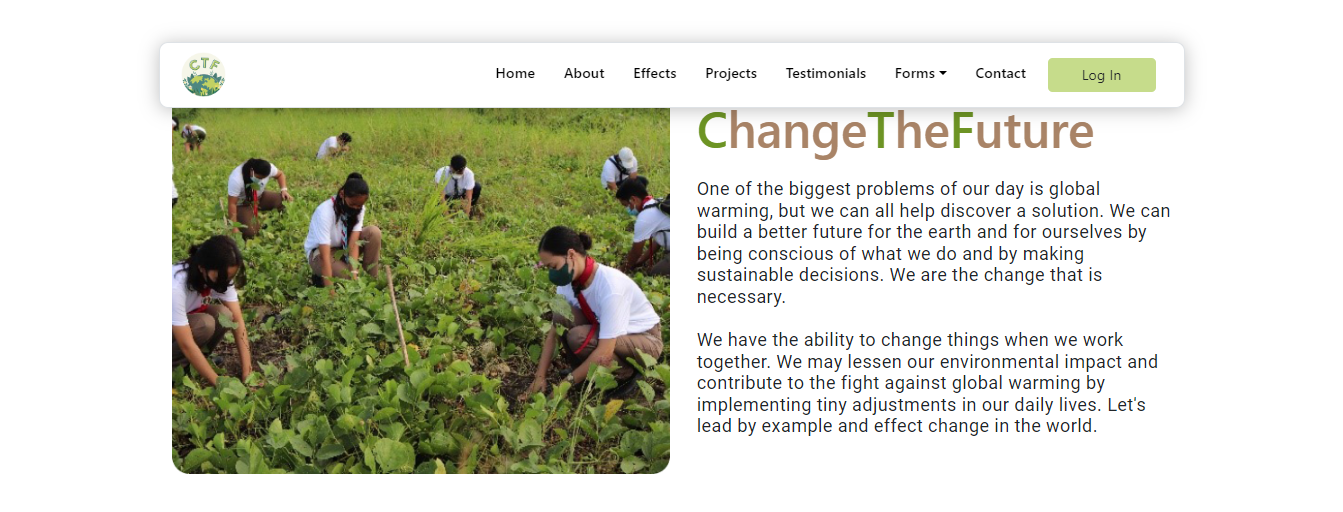 CTF
Home About Effects Projects Testimonials Forms Contact Log In
ChangeTheFuture
One of the biggest problems of our day is global
warming, but we can all help discover a solution. We can
build a better future for the earth and for ourselves by
being conscious of what we do and by making
sustainable decisions. We are the change that is
necessary.
We have the ability to change things when we work
together. We may lessen our environmental impact and
contribute to the fight against global warming by
implementing tiny adjustments in our daily lives. Let's
lead by example and effect change in the world.